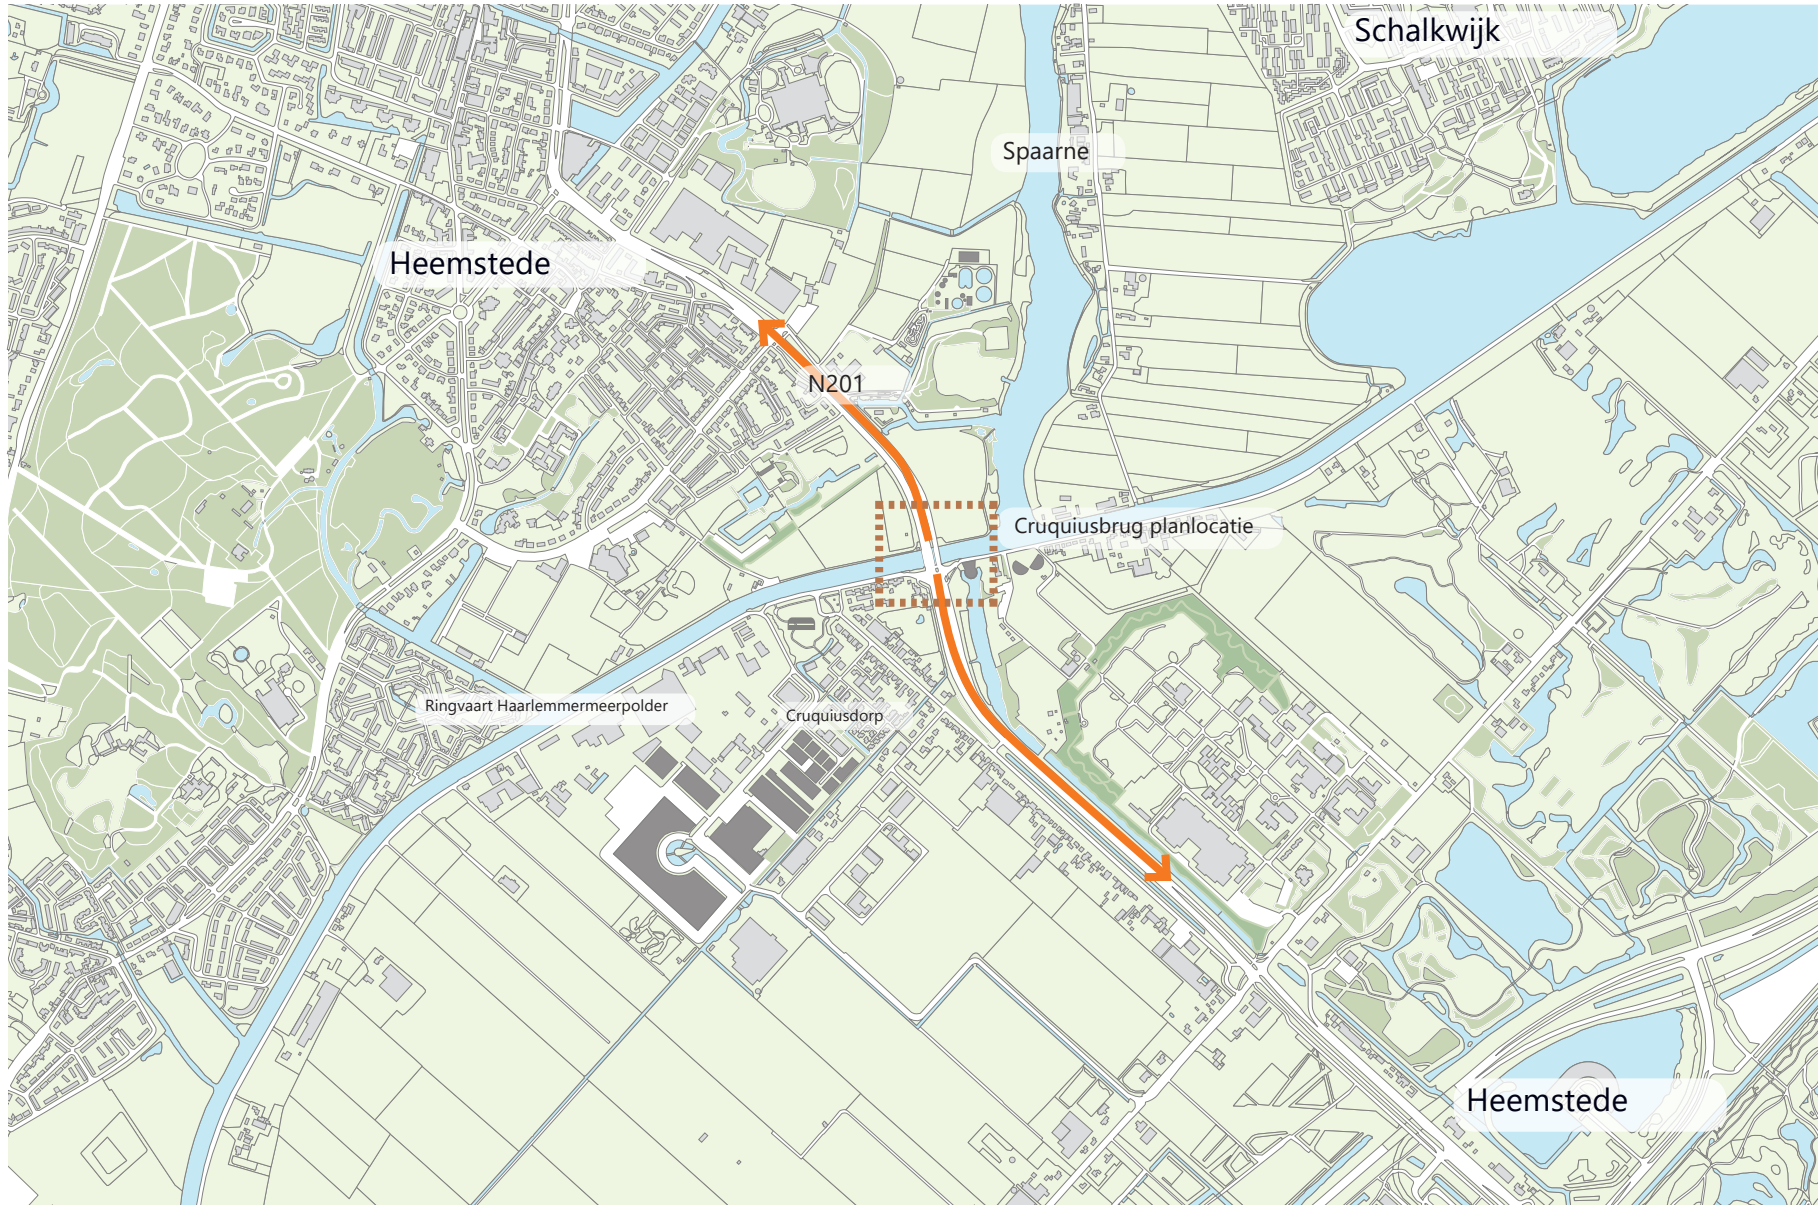 Schalkwijk
Spaarne
Heemstede
N201
Cruquiusbrug planlocatie
Ringvaart Haarlemmermeerpolder
Cruquiusdorp
Heemstede